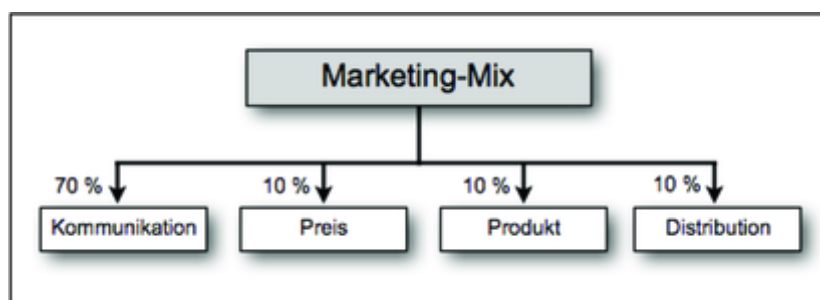 Marketing-Mix
70 % 10 % 10 % 10 %
Kommunikation Preis Produkt Distribution